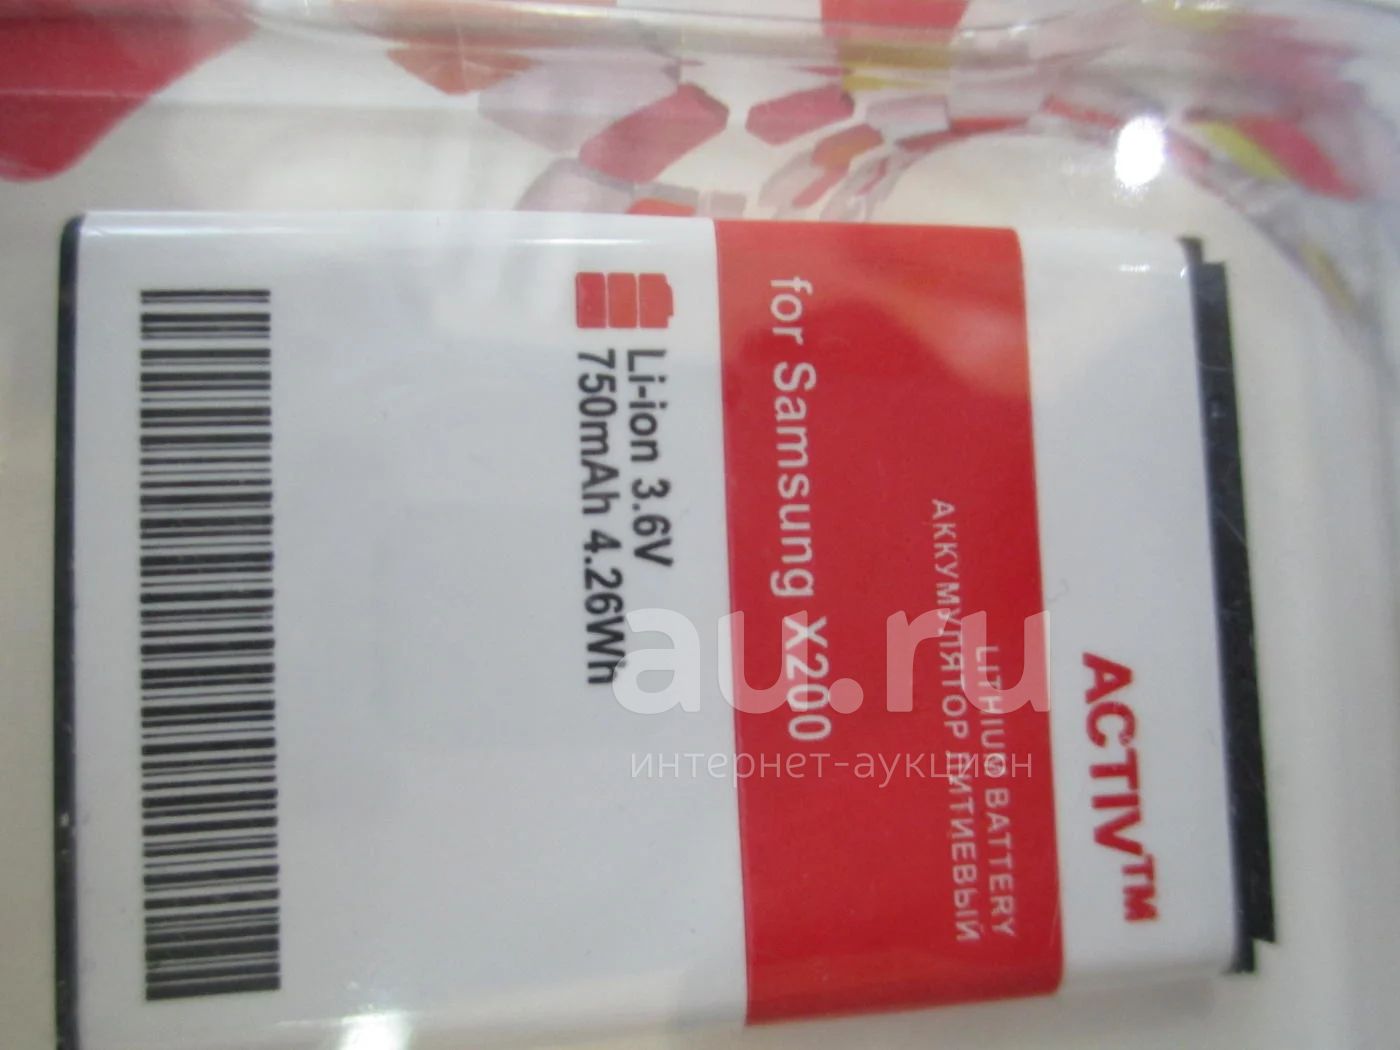 ACTIV™
LITHIUM BATTERY
АККУМУЛЯТОР ЛИТИЕВЫЙ
for Samsung X200
Li-ion 3.6V
750mAh 4.26Wh
au.ru
интернет-аукцион